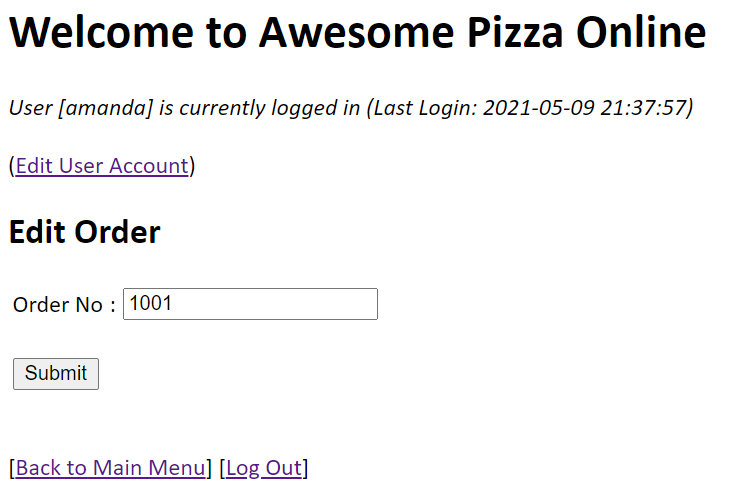 Welcome to Awesome Pizza Online
User [amanda] is currently logged in (Last Login: 2021-05-09 21:37:57)
(Edit User Account)
Edit Order
Order No : 1001
Submit
[Back to Main Menu] [Log Out]